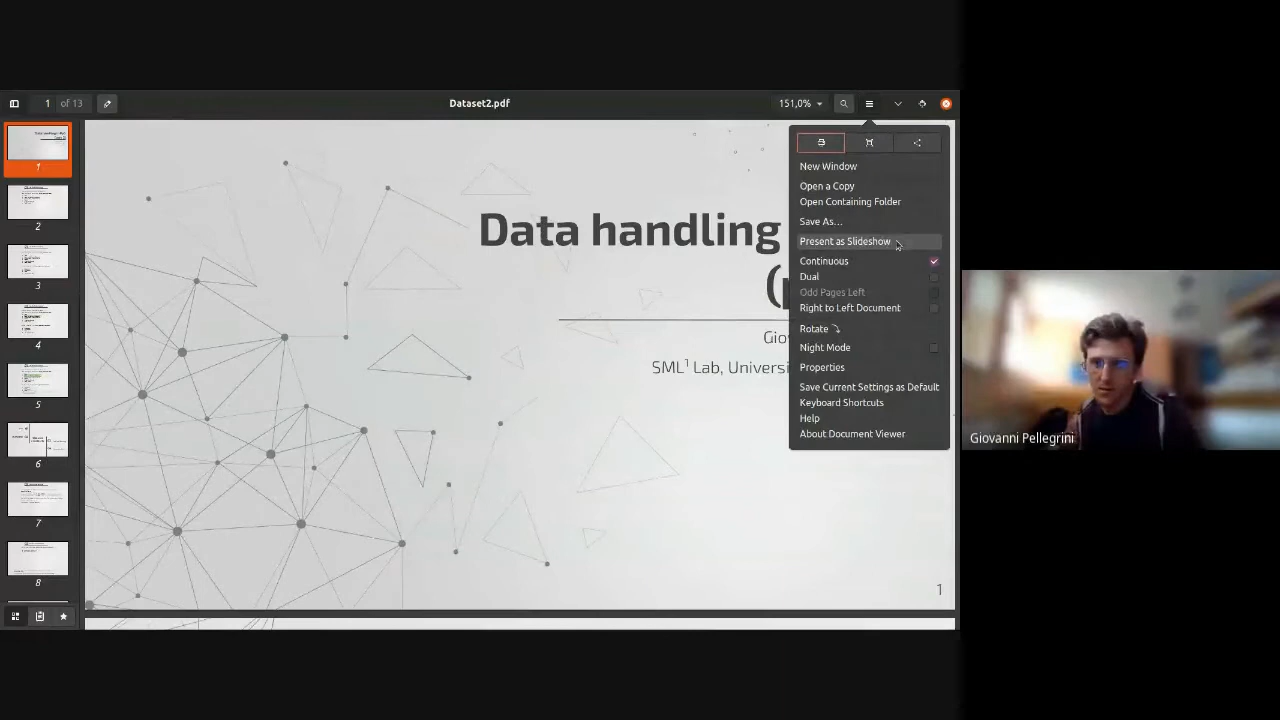 1 of 13
Dataset2.pdf
151,0%
1
2
3
4
5
6
7
8
Data handling
Gio
SML1 Lab, Universi
1
New Window
Open a Copy
Open Containing Folder
Save As...
Present as Slideshow
Continuous
Dual
Odd Pages Left
Right to Left Document
Rotate
Night Mode
Properties
Save Current Settings as Default
Keyboard Shortcuts
Help
About Document Viewer
Giovanni Pellegrini